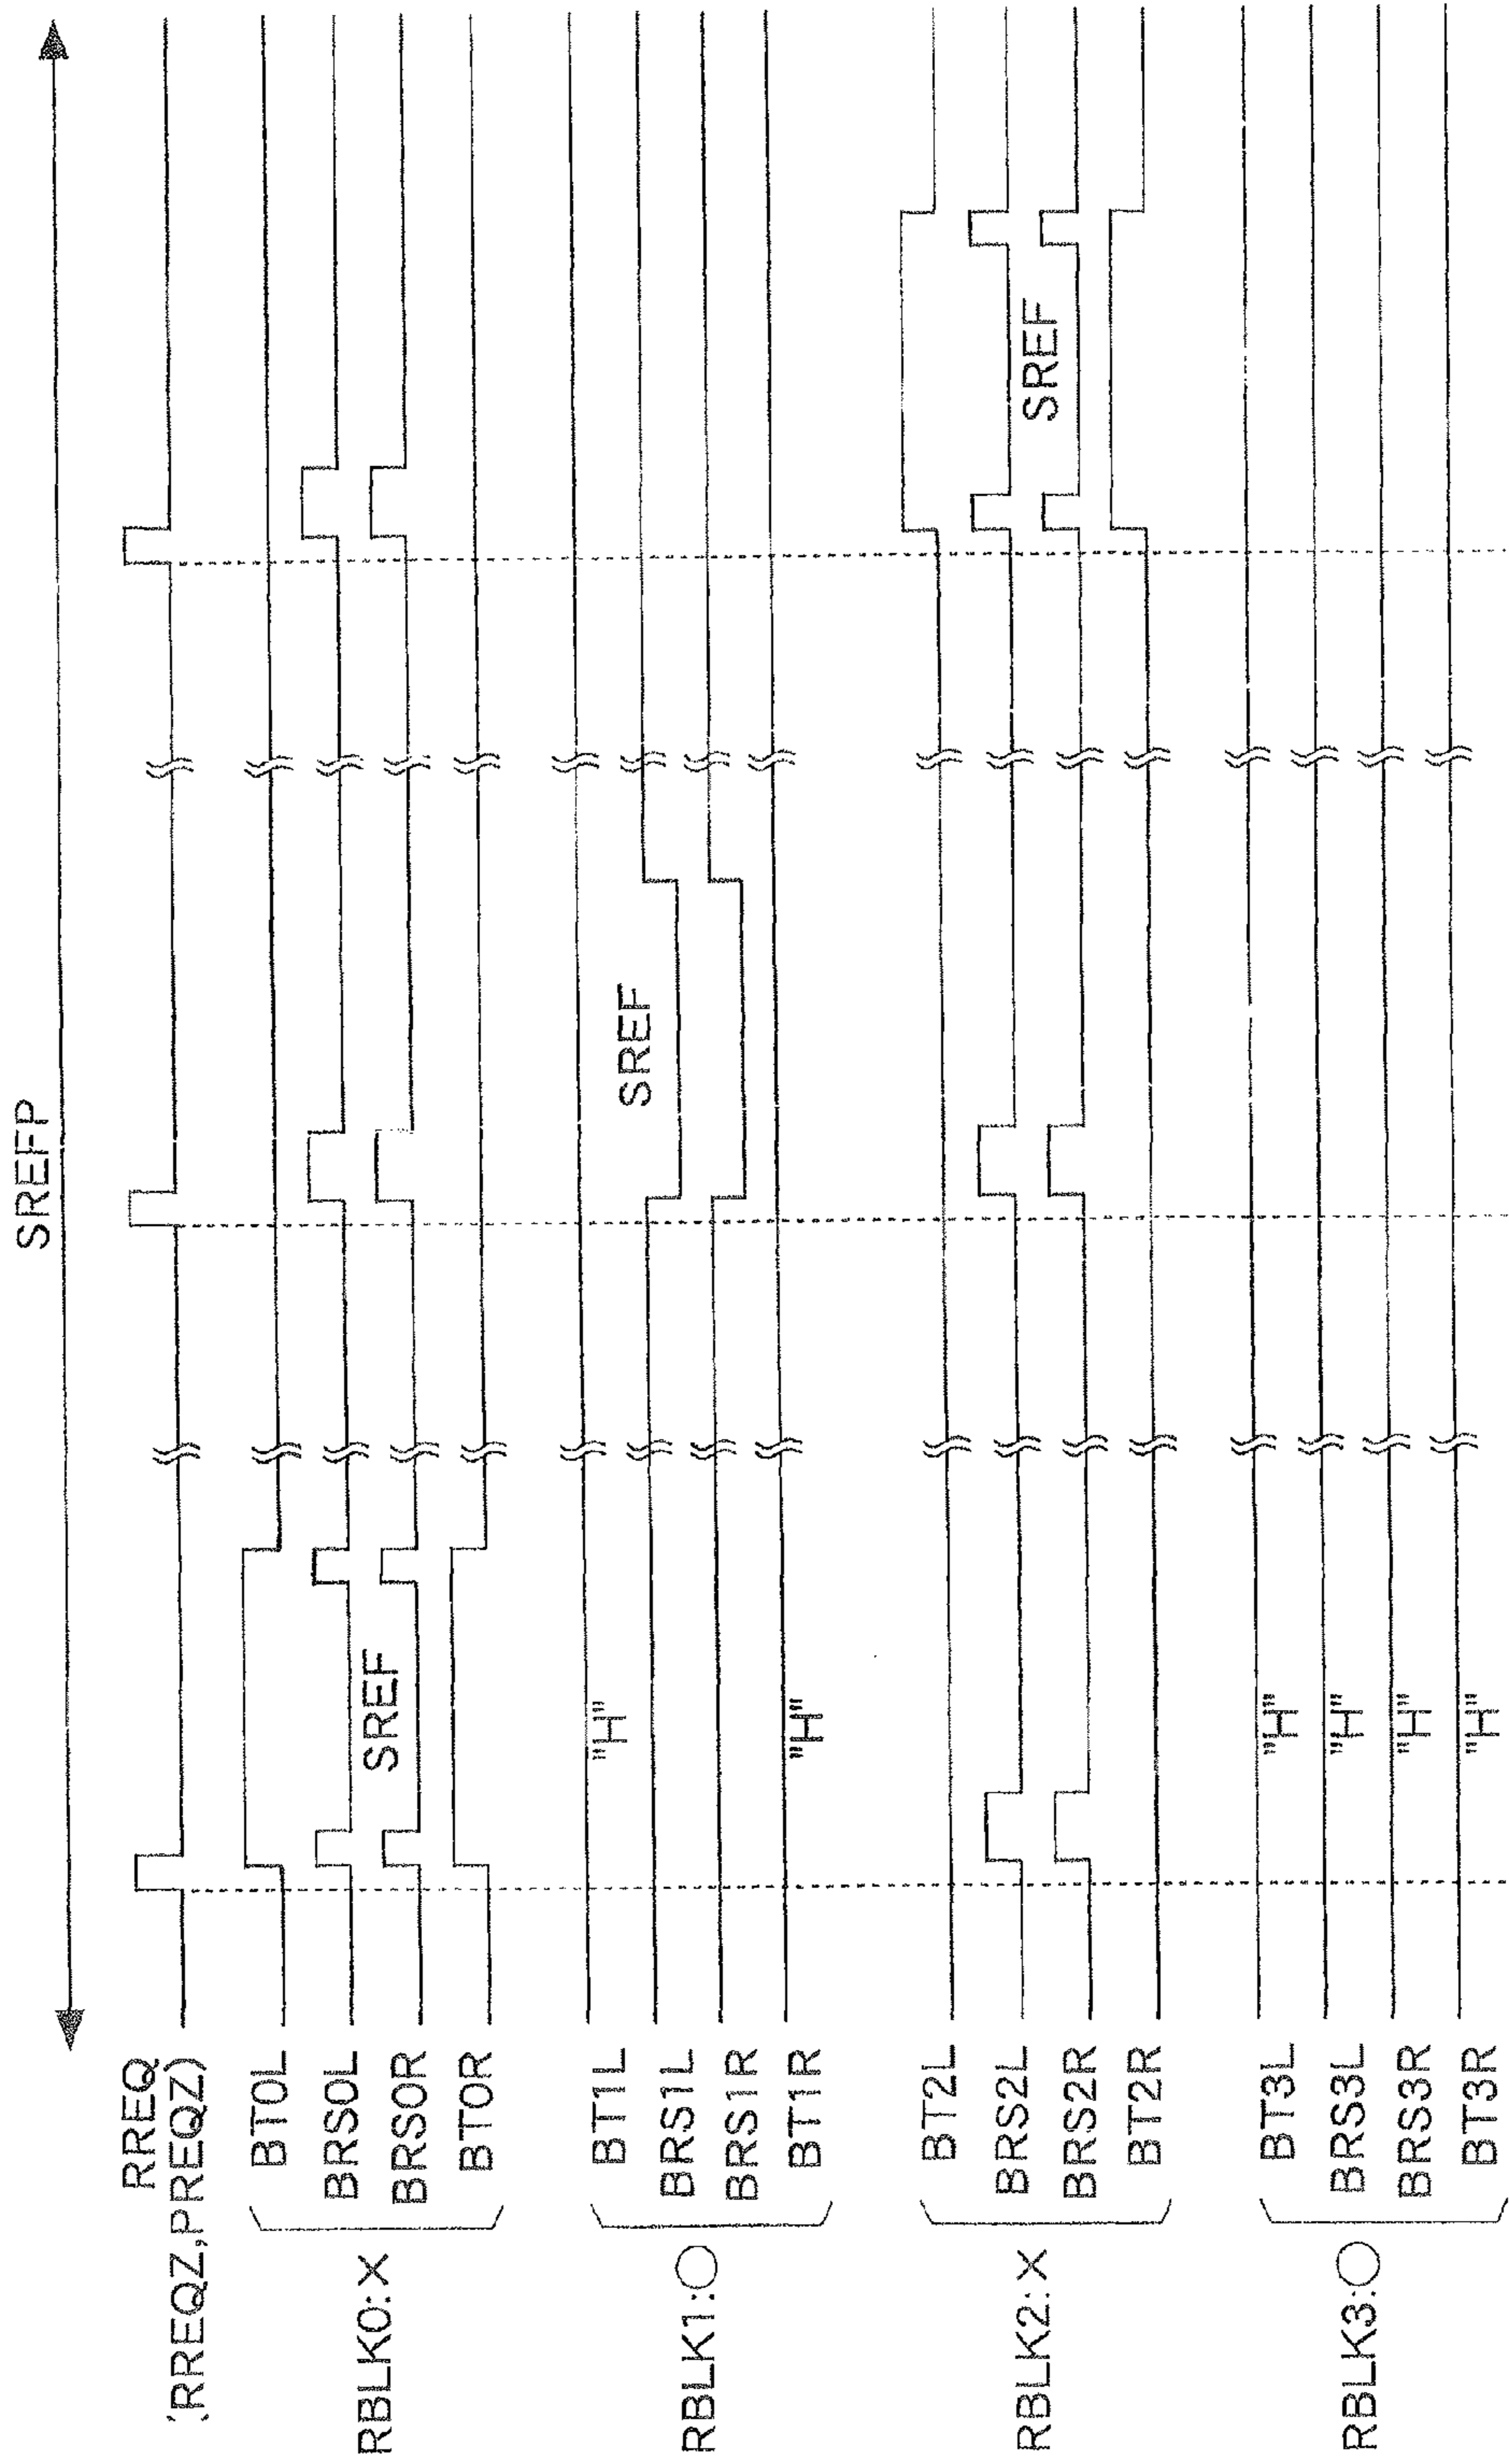 SREFP
RREQ
(RREQZ,PREQZ)
RBLK0: ×
BT0L
BRS0L
BRS0R
BT0R
SREF
RBLK1:○
BT1L
BRS1L
BRS1R
BT1R
"H"
"H"
SREF
RBLK2: ×
BT2L
BRS2L
BRS2R
BT2R
SREF
RBLK3:○
BT3L
BRS3L
BRS3R
BT3R
"H"
"H"
"H"
"H"